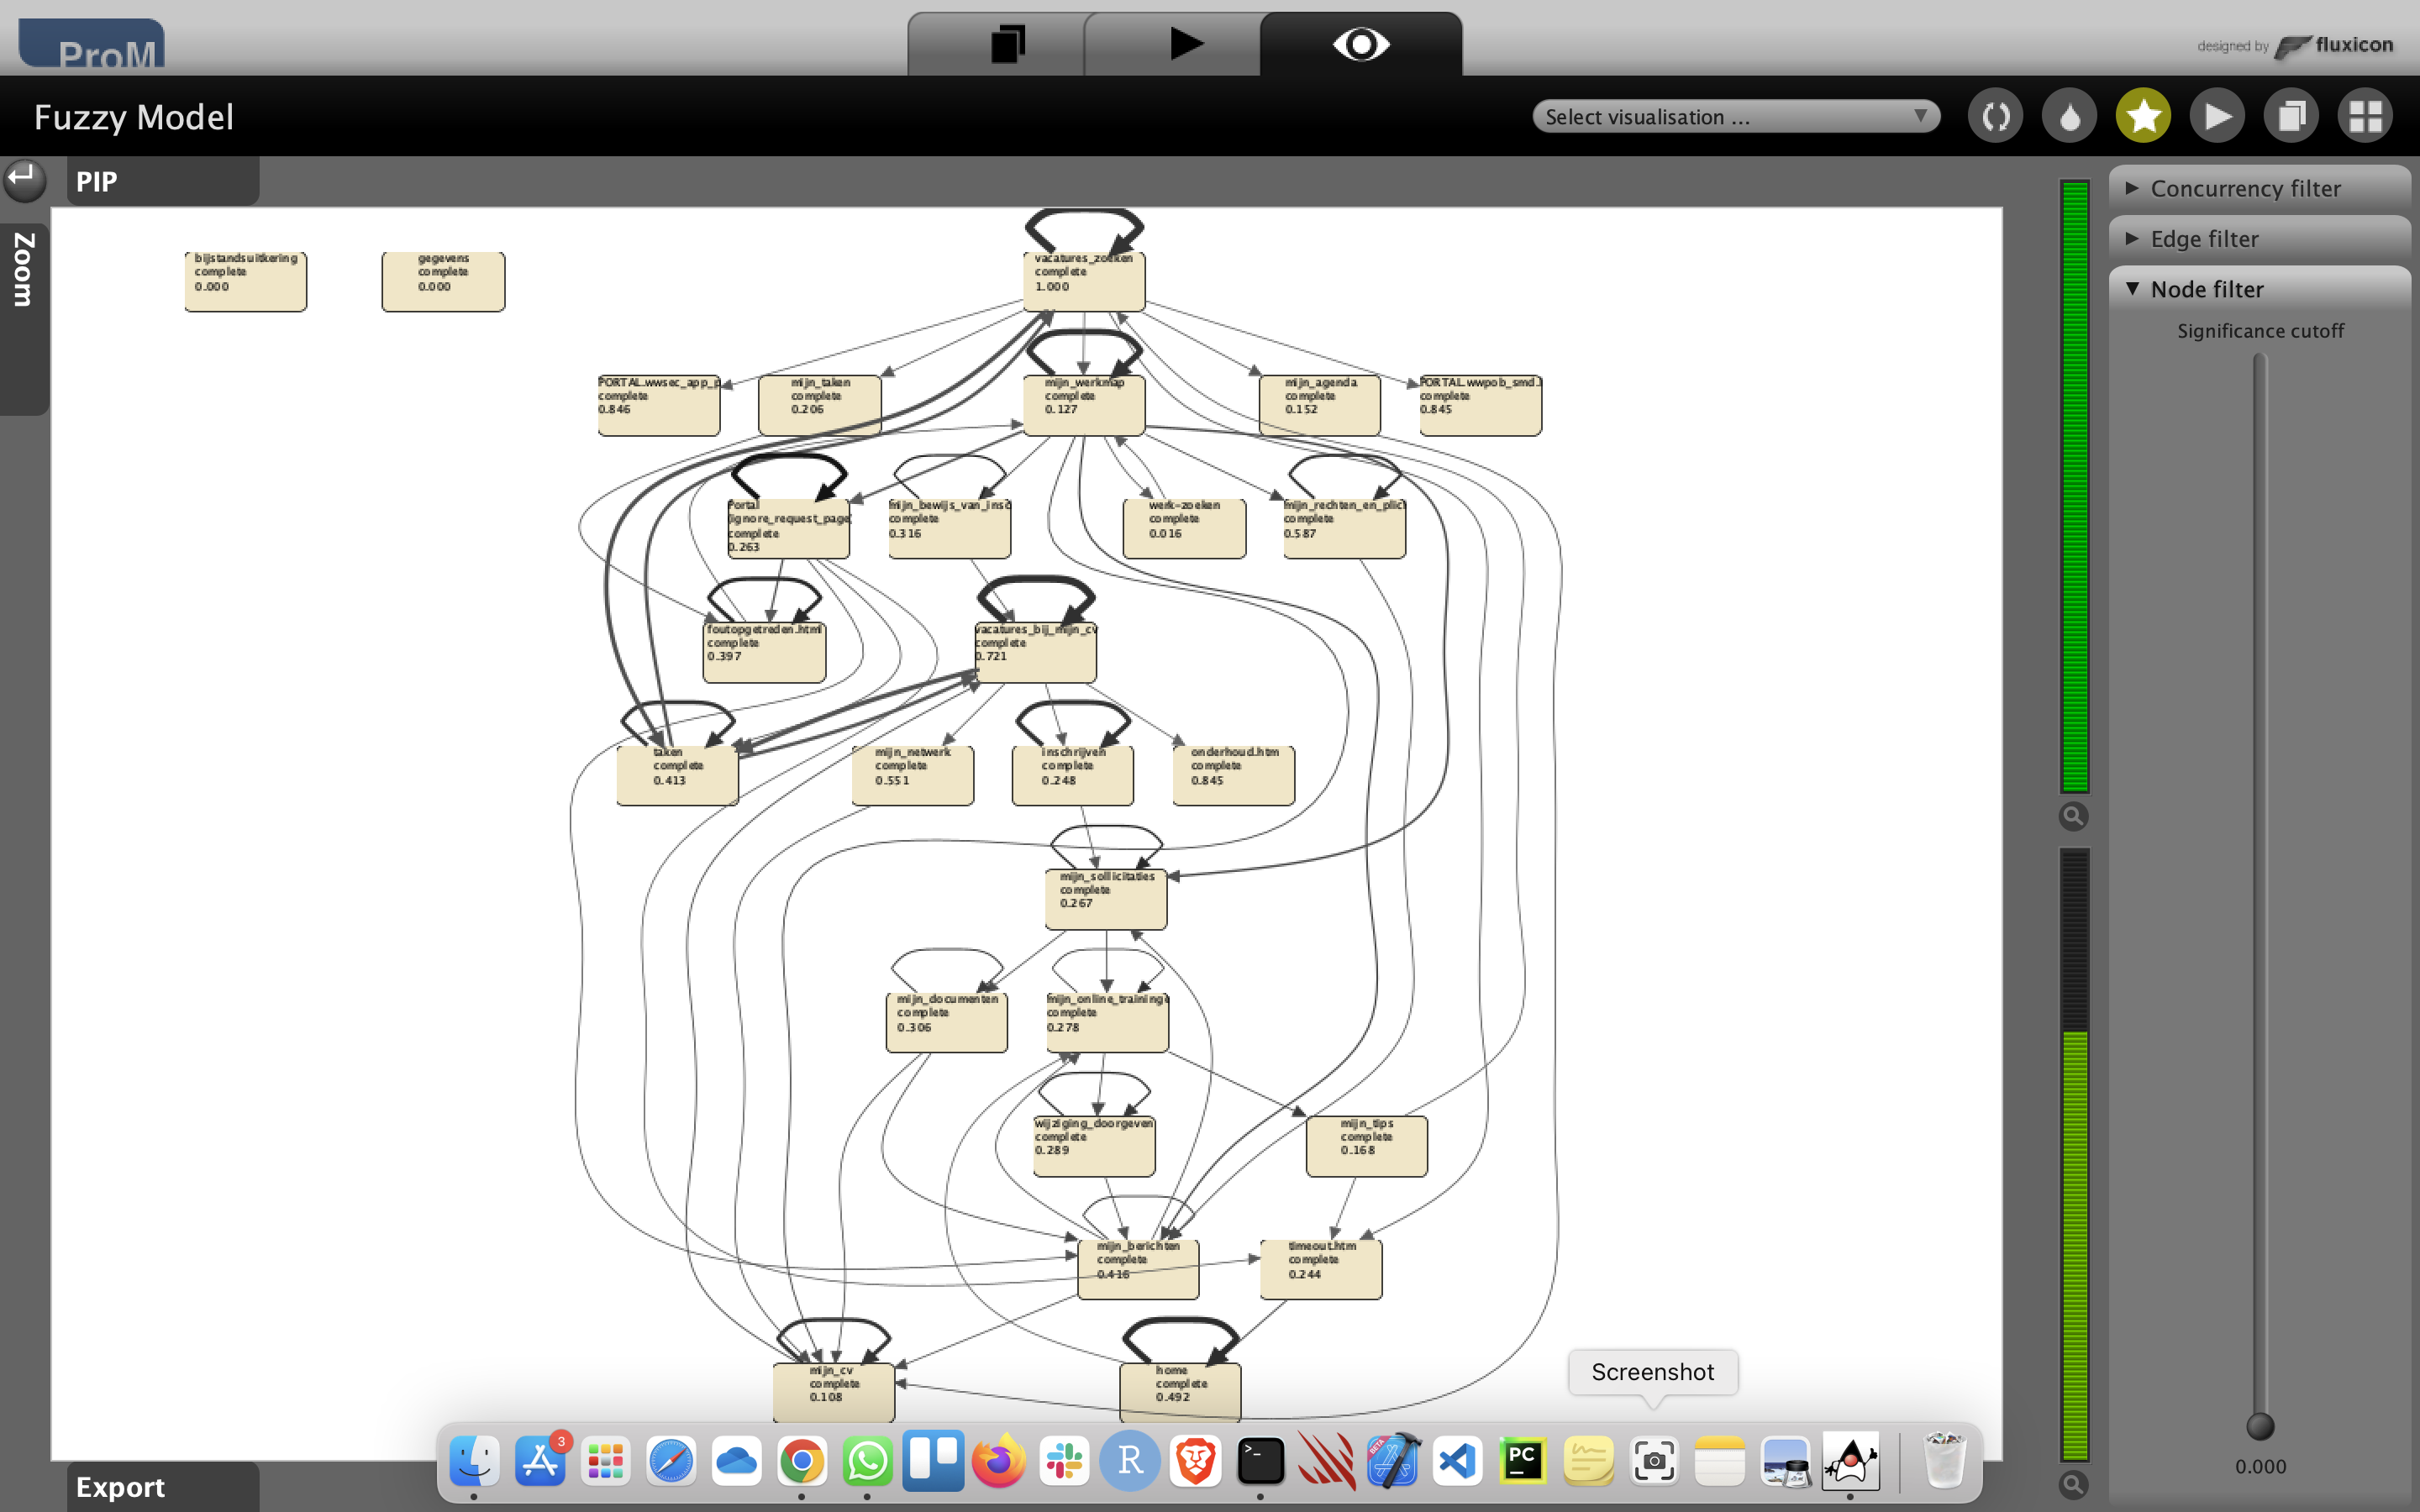 ProM
designed by fluxicon
Fuzzy Model
Select visualisation ...
PIP
Zoom
Concurrency filter
Edge filter
Node filter
Significance cutoff
0.000
bijstandsuitkering
complete
0.000
gegevens
complete
0.000
vacatures_zoeken
complete
1.000
PORTAL.wwsec_app_p
complete
0.846
mijn_taken
complete
0.206
mijn_werkmap
complete
0.127
mijn_agenda
complete
0.152
PORTAL.wwpob_smd.
complete
0.845
Portal
(ignore_request_page)
complete
0.263
mijn_bewijs_van_insc
complete
0.316
werk-zoeken
complete
0.016
mijn_rechten_en_plich
complete
0.587
foutopgetreden.html
complete
0.397
vacatures_bij_mijn_cv
complete
0.721
taken
complete
0.413
mijn_netwerk
complete
0.551
inschrijven
complete
0.248
onderhoud.htm
complete
0.845
mijn_sollicitaties
complete
0.267
mijn_documenten
complete
0.306
mijn_online_traininge
complete
0.278
wijziging_doorgeven
complete
0.289
mijn_tips
complete
0.168
mijn_berichten
complete
0.416
timeout.htm
complete
0.244
mijn_cv
complete
0.108
home
complete
0.492
Screenshot
Export
3
R
>_
BETA
PC